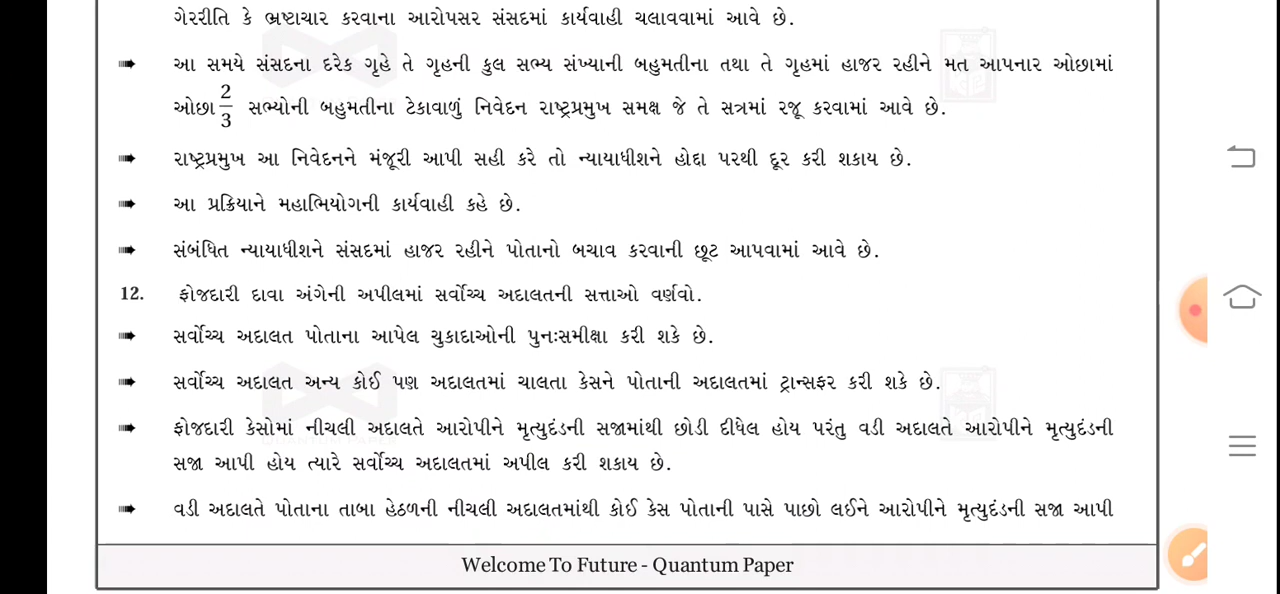 ગેરરીતિ કે ભ્રષ્ટાચાર કરવાના આરોપસર સંસદમાં કાર્યવાહી ચલાવવામાં આવે છે.
➠ આ સમયે સંસદના દરેક ગૃહે તે ગૃહની કુલ સભ્ય સંખ્યાની બહુમતીના તથા તે ગૃહમાં હાજર રહીને મત આપનાર ઓછામાં
ઓછા 2/3 સભ્યોની બહુમતીના ટેકાવાળું નિવેદન રાષ્ટ્રપ્રમુખ સમક્ષ જે તે સત્રમાં રજૂ કરવામાં આવે છે.
➠ રાષ્ટ્રપ્રમુખ આ નિવેદનને મંજૂરી આપી સહી કરે તો ન્યાયાધીશને હોદ્દા પરથી દૂર કરી શકાય છે.
➠ આ પ્રક્રિયાને મહાભિયોગની કાર્યવાહી કહે છે.
➠ સંબંધિત ન્યાયાધીશને સંસદમાં હાજર રહીને પોતાનો બચાવ કરવાની છૂટ આપવામાં આવે છે.
12. ફોજદારી દાવા અંગેની અપીલમાં સર્વોચ્ચ અદાલતની સત્તાઓ વર્ણવો.
➠ સર્વોચ્ચ અદાલત પોતાના આપેલ ચુકાદાઓની પુનઃસમીક્ષા કરી શકે છે.
➠ સર્વોચ્ચ અદાલત અન્ય કોઈ પણ અદાલતમાં ચાલતા કેસને પોતાની અદાલતમાં ટ્રાન્સફર કરી શકે છે.
➠ ફોજદારી કેસોમાં નીચલી અદાલતે આરોપીને મૃત્યુદંડની સજામાંથી છોડી દીધેલ હોય પરંતુ વડી અદાલતે આરોપીને મૃત્યુદંડની
સજા આપી હોય ત્યારે સર્વોચ્ચ અદાલતમાં અપીલ કરી શકાય છે.
➠ વડી અદાલતે પોતાના તાબા હેઠળની નીચલી અદાલતમાંથી કોઈ કેસ પોતાની પાસે પાછો લઈને આરોપીને મૃત્યુદંડની સજા આપી
Welcome To Future - Quantum Paper